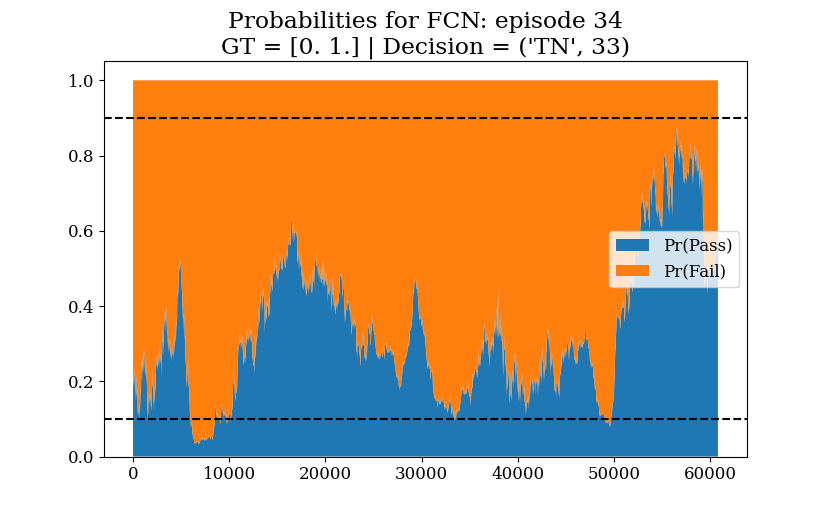 Probabilities for FCN: episode 34
GT = [0. 1.] | Decision = ('TN', 33)
1.0
0.8
0.6
0.4
0.2
0.0
Pr(Pass)
Pr(Fail)
0 10000 20000 30000 40000 50000 60000